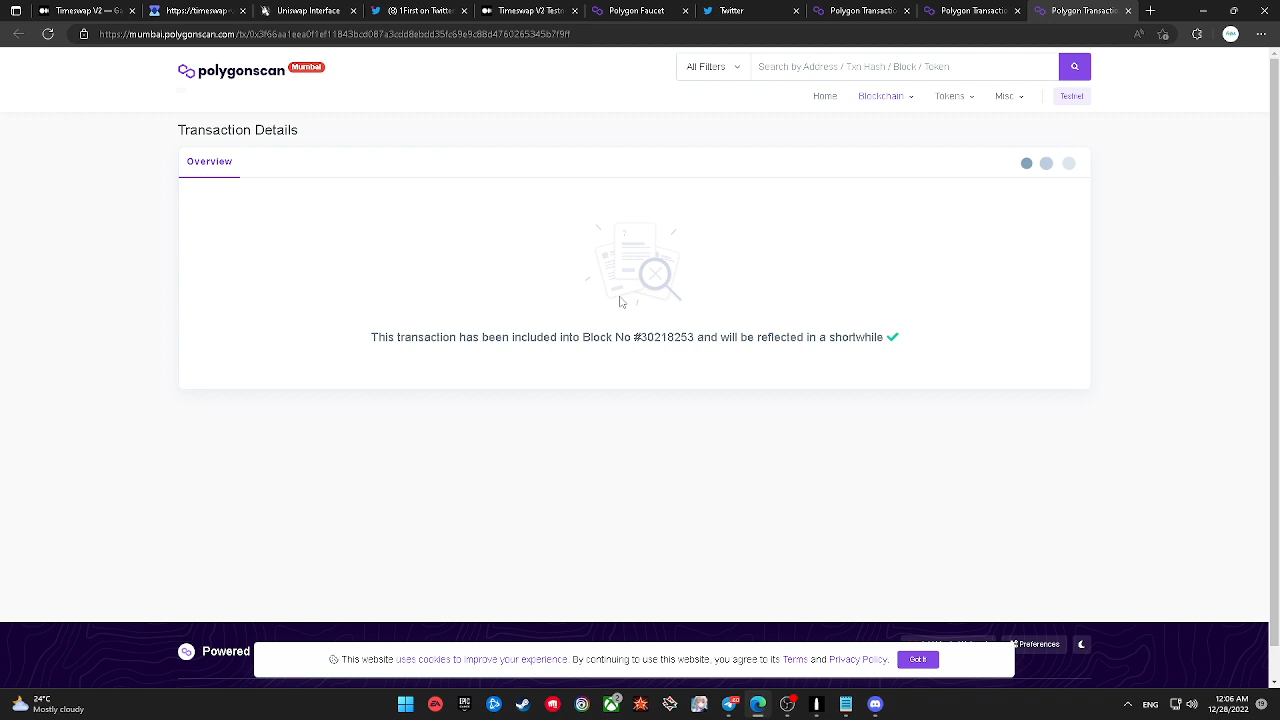 Timeswap V2 — G
Timeswap Interface
@1First on Twitter
Timeswap V2 Testn
Polygon Faucet
Twitter
Polygon Transactio
Polygon Transactio
Polygon Transactio
polygonscan Mumbai
All Filters
Search by Address / Txn Hash / Block / Token
Home
Blockchain
Tokens
Misc
Testnet
Transaction Details
Overview
This transaction has been included into Block No #30218253 and will be reflected in a shortwhile
Powered
Preferences
This website uses cookies to improve your experience. By continuing to use this website, you agree to its Terms and Privacy Policy.
Got It
24°C
Mostly cloudy
ENG
12:06 AM
12/28/2022